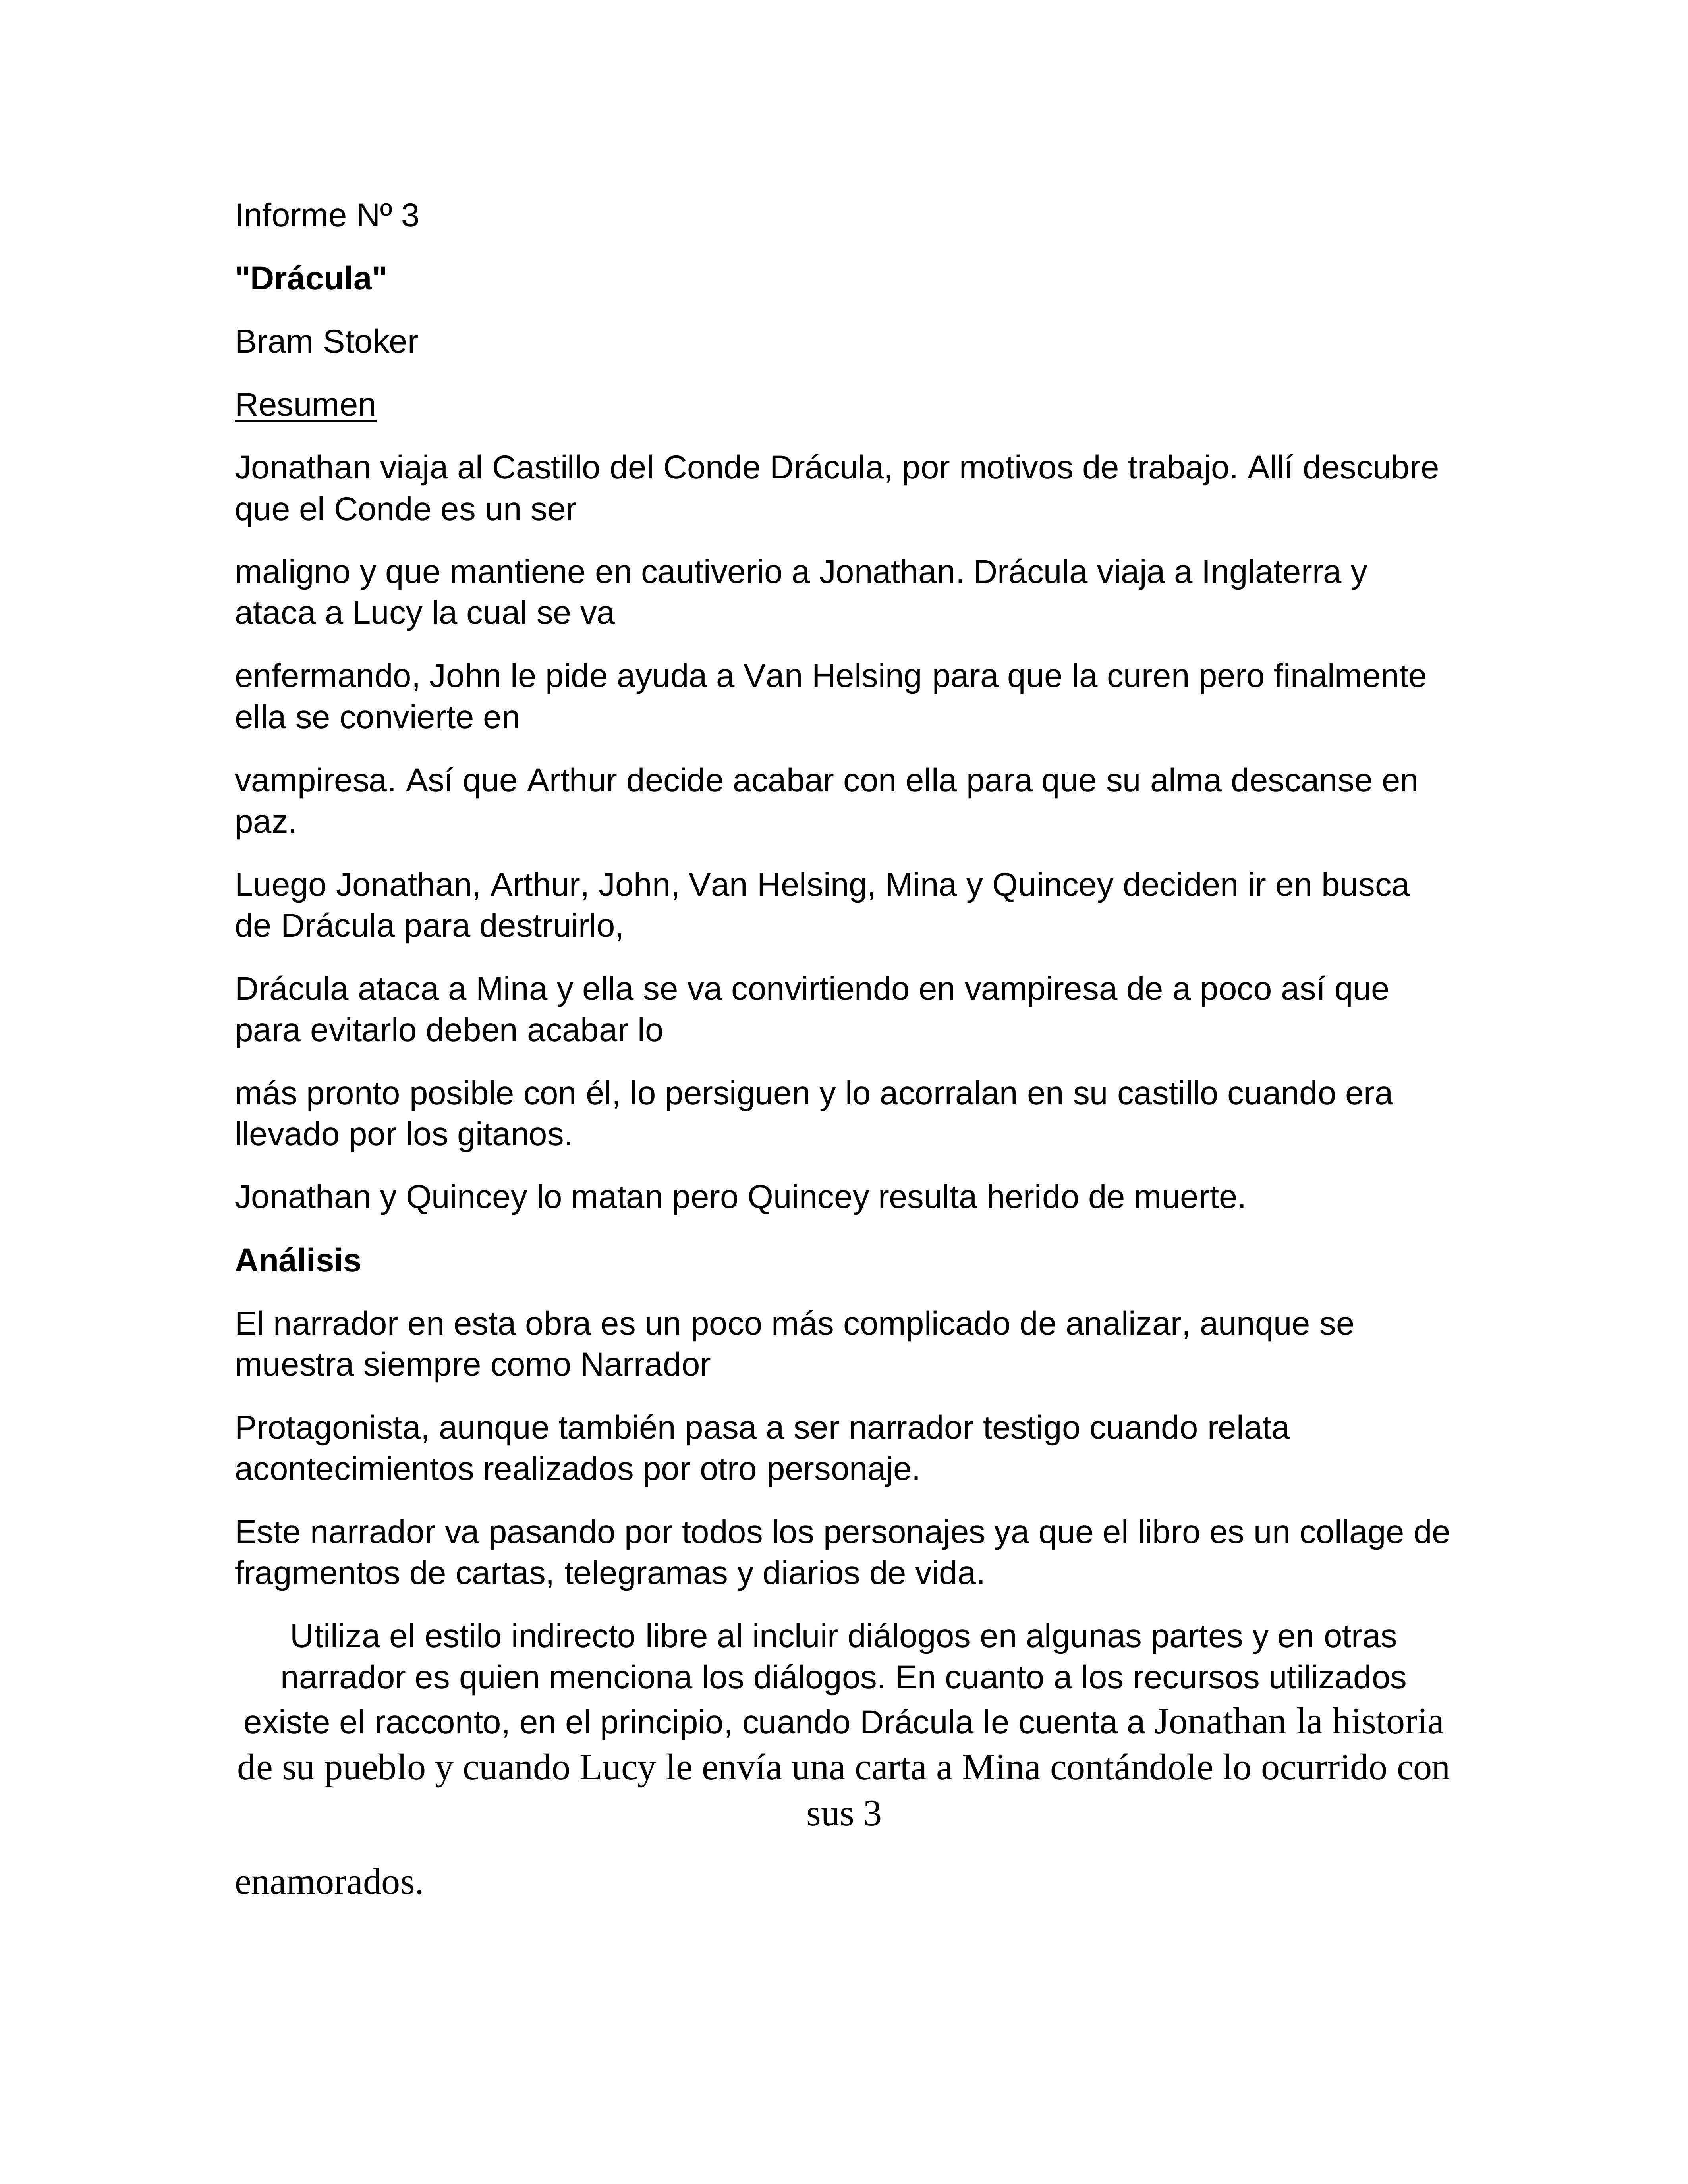 Informe Nº 3
"Drácula"
Bram Stoker
Resumen
Jonathan viaja al Castillo del Conde Drácula, por motivos de trabajo. Allí descubre
que el Conde es un ser
maligno y que mantiene en cautiverio a Jonathan. Drácula viaja a Inglaterra y
ataca a Lucy la cual se va
enfermando, John le pide ayuda a Van Helsing para que la curen pero finalmente
ella se convierte en
vampiresa. Así que Arthur decide acabar con ella para que su alma descanse en
paz.
Luego Jonathan, Arthur, John, Van Helsing, Mina y Quincey deciden ir en busca
de Drácula para destruirlo,
Drácula ataca a Mina y ella se va convirtiendo en vampiresa de a poco así que
para evitarlo deben acabar lo
más pronto posible con él, lo persiguen y lo acorralan en su castillo cuando era
llevado por los gitanos.
Jonathan y Quincey lo matan pero Quincey resulta herido de muerte.
Análisis
El narrador en esta obra es un poco más complicado de analizar, aunque se
muestra siempre como Narrador
Protagonista, aunque también pasa a ser narrador testigo cuando relata
acontecimientos realizados por otro personaje.
Este narrador va pasando por todos los personajes ya que el libro es un collage de
fragmentos de cartas, telegramas y diarios de vida.
Utiliza el estilo indirecto libre al incluir diálogos en algunas partes y en otras
narrador es quien menciona los diálogos. En cuanto a los recursos utilizados
existe el racconto, en el principio, cuando Drácula le cuenta a Jonathan la historia
de su pueblo y cuando Lucy le envía una carta a Mina contándole lo ocurrido con
sus 3
enamorados.